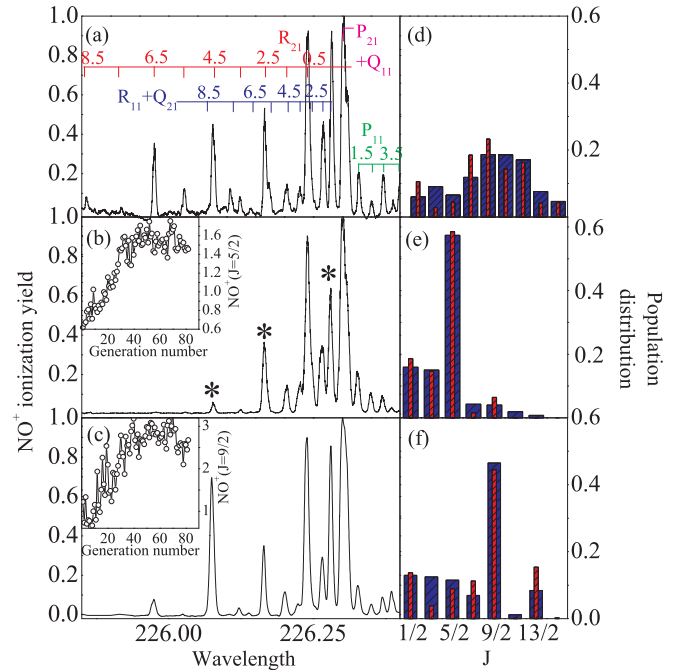 (a)
R21
P21
+Q11
8.5 6.5 4.5 2.5 0.5
R11+Q21
8.5 6.5 4.5 2.5
P11
1.5 3.5
1.0
0.8
0.6
0.4
0.2
1.0
(d)
0.6
0.4
0.2
0.6
(b)
1.6
1.4
1.2
1.0
0.8
0.6
NO+(J=5/2)
0 20 40 60 80
Generation number
* * *
0.8
0.6
0.4
0.2
1.0
(e)
0.4
0.2
0.6
(c)
3
2
1
NO+(J=9/2)
0 20 40 60 80
Generation number
0.8
0.6
0.4
0.2
0.0
(f)
0.4
0.2
0.0
NO+ ionization yield
Population
distribution
226.00 226.25
Wavelength
1/2 5/2 9/2 13/2
J